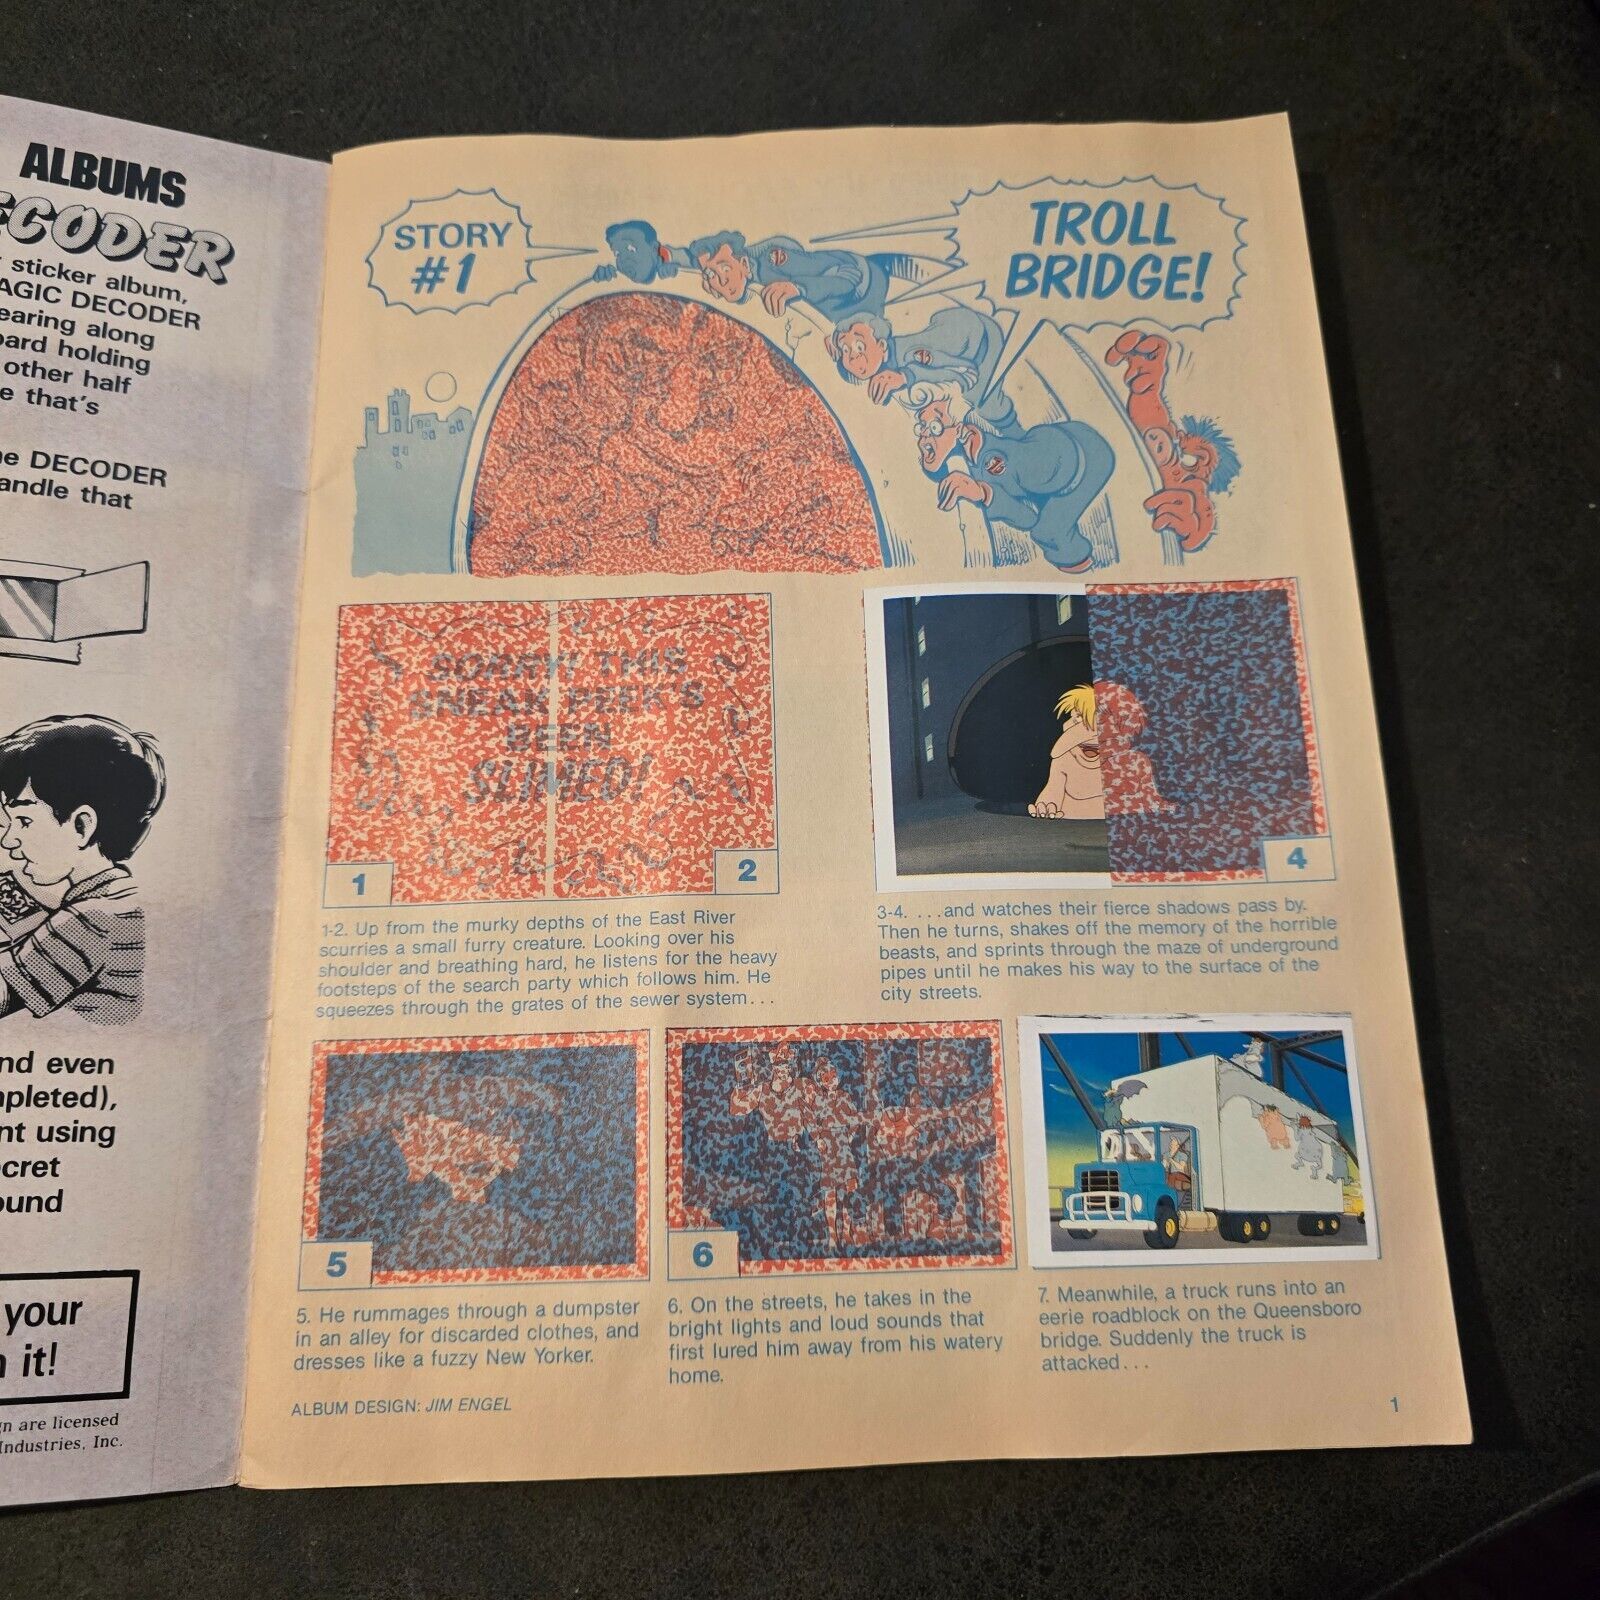 ALBUMS
DECODER
sticker album,
MAGIC DECODER
earing along
oard holding
other half
e that's
he DECODER
andle that
nd even
pleted),
nt using
cret
ound
your
it!
gn are licensed
Industries, Inc.
STORY
#1
TROLL
BRIDGE!
SORRY! THIS
SNEAK PEEK'S
BEEN
SLIMED!
1
2
4
1-2. Up from the murky depths of the East River
scurries a small furry creature. Looking over his
shoulder and breathing hard, he listens for the heavy
footsteps of the search party which follows him. He
squeezes through the grates of the sewer system...
3-4. ...and watches their fierce shadows pass by.
Then he turns, shakes off the memory of the horrible
beasts, and sprints through the maze of underground
pipes until he makes his way to the surface of the
city streets.
5
6
5. He rummages through a dumpster
in an alley for discarded clothes, and
dresses like a fuzzy New Yorker.
6. On the streets, he takes in the
bright lights and loud sounds that
first lured him away from his watery
home.
7. Meanwhile, a truck runs into an
eerie roadblock on the Queensboro
bridge. Suddenly the truck is
attacked...
ALBUM DESIGN: JIM ENGEL
1